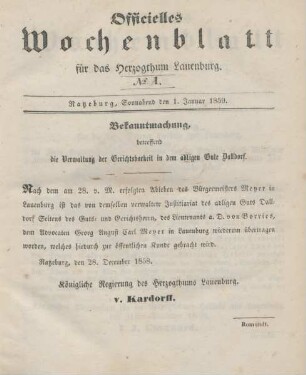 Officielles
Wochenblatt
für das Herzogthum Lauenburg.
№ 1.
Ratzeburg, Sonnabend den 1. Januar 1859.
Bekanntmachung,
betreffend
die Verwaltung der Gerichtsbarkeit in dem adligen Gute Dalldorf.
Nach dem am 28. v. M. erfolgten Ableben des Bürgermeisters Meyer in
Lauenburg ist das von demselben verwaltete Justitiariat des adligen Guts Dall-
dorf Seitens des Guts- und Gerichtsherrn, des Lieutenants a. D. von Borries,
dem Advocaten Georg August Carl Meyer in Lauenburg wiederum übertragen
worden, welches hiedurch zur öffentlichen Kunde gebracht wird.
Ratzeburg, den 28. December 1858.
Königliche Regierung des Herzogthums Lauenburg.
v. Kardorff.